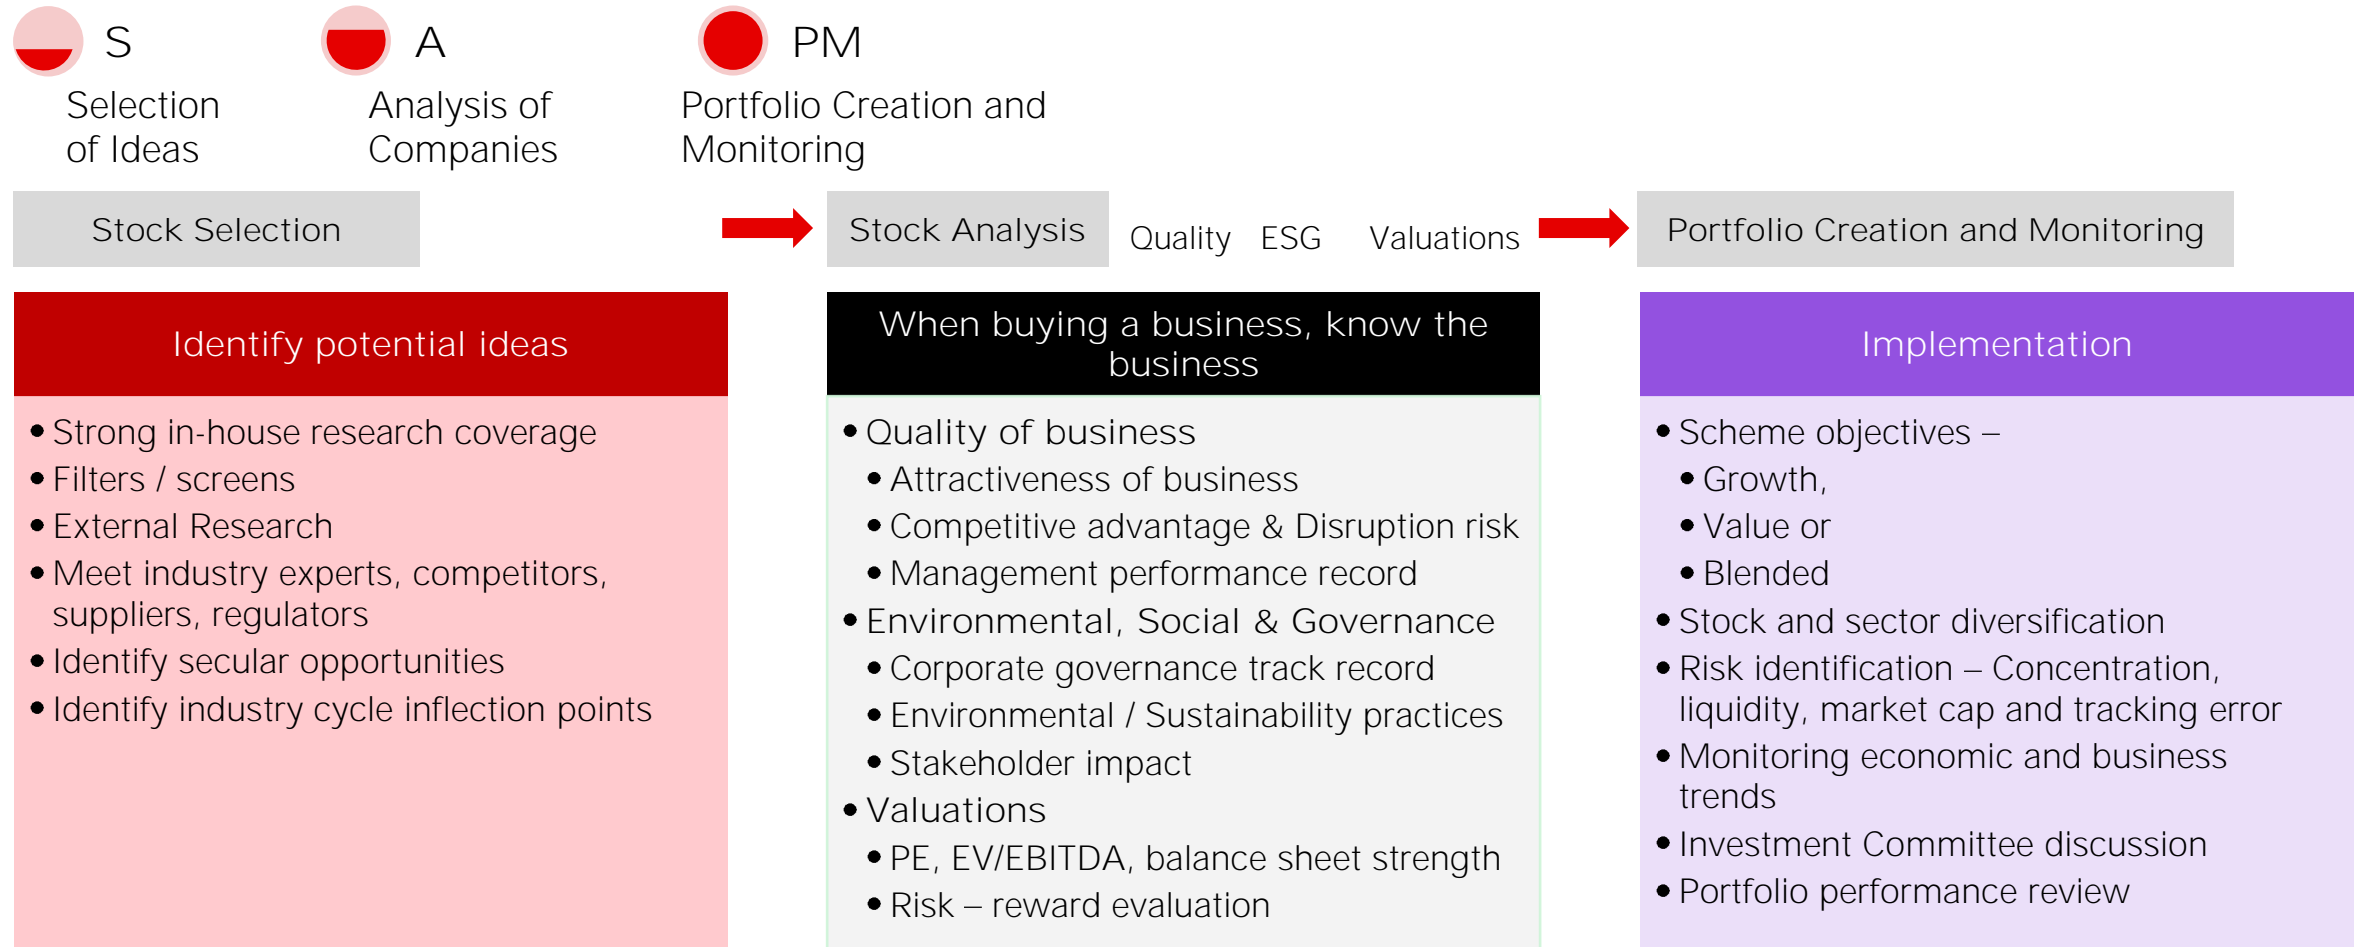 S
A
PM
Selection
of Ideas
Analysis of
Companies
Portfolio Creation and
Monitoring
Stock Selection
Stock Analysis
Quality ESG Valuations
Portfolio Creation and Monitoring
Identify potential ideas
• Strong in-house research coverage
• Filters / screens
• External Research
• Meet industry experts, competitors,
suppliers, regulators
• Identify secular opportunities
• Identify industry cycle inflection points
When buying a business, know the
business
• Quality of business
• Attractiveness of business
• Competitive advantage & Disruption risk
• Management performance record
• Environmental, Social & Governance
• Corporate governance track record
• Environmental / Sustainability practices
• Stakeholder impact
• Valuations
• PE, EV/EBITDA, balance sheet strength
• Risk – reward evaluation
Implementation
• Scheme objectives –
• Growth,
• Value or
• Blended
• Stock and sector diversification
• Risk identification – Concentration,
liquidity, market cap and tracking error
• Monitoring economic and business
trends
• Investment Committee discussion
• Portfolio performance review